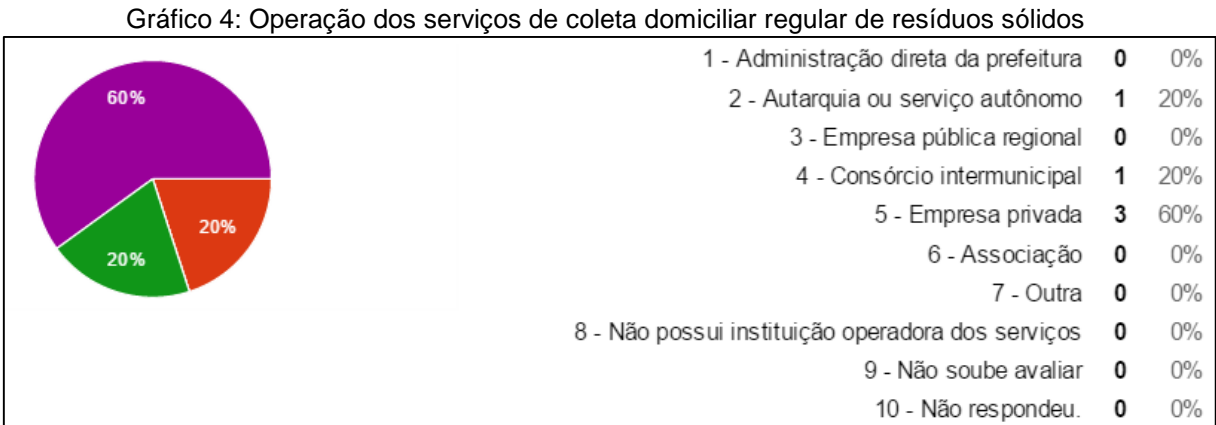 Gráfico 4: Operação dos serviços de coleta domiciliar regular de resíduos sólidos
60%
20%
20%
1 - Administração direta da prefeitura 0 0%
2 - Autarquia ou serviço autônomo 1 20%
3 - Empresa pública regional 0 0%
4 - Consórcio intermunicipal 1 20%
5 - Empresa privada 3 60%
6 - Associação 0 0%
7 - Outra 0 0%
8 - Não possui instituição operadora dos serviços 0 0%
9 - Não soube avaliar 0 0%
10 - Não respondeu. 0 0%